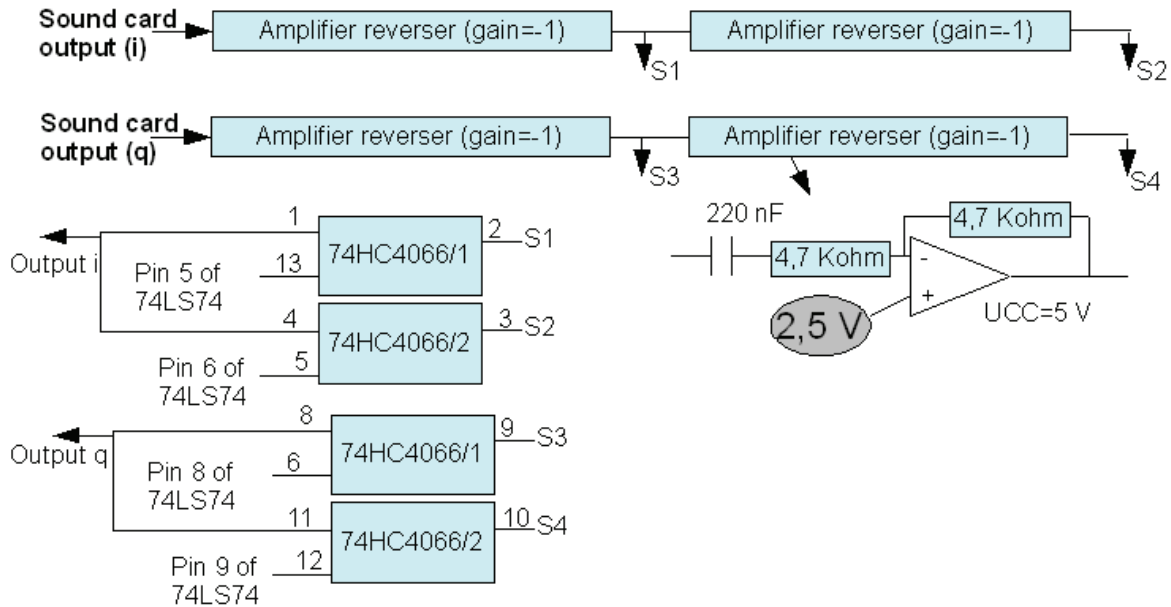 Sound card
output (i)
Amplifier reverser (gain=-1)
Amplifier reverser (gain=-1)
S1
S2
Sound card
output (q)
Amplifier reverser (gain=-1)
Amplifier reverser (gain=-1)
S3
S4
Output i
1
74HC4066/1
2
S1
Pin 5 of
74LS74
13
4
74HC4066/2
3
S2
Pin 6 of
74LS74
5
220 nF
4,7 Kohm
4,7 Kohm
-
+
2,5 V
UCC=5 V
Output q
8
74HC4066/1
9
S3
Pin 8 of
74LS74
6
11
74HC4066/2
10
S4
Pin 9 of
74LS74
12